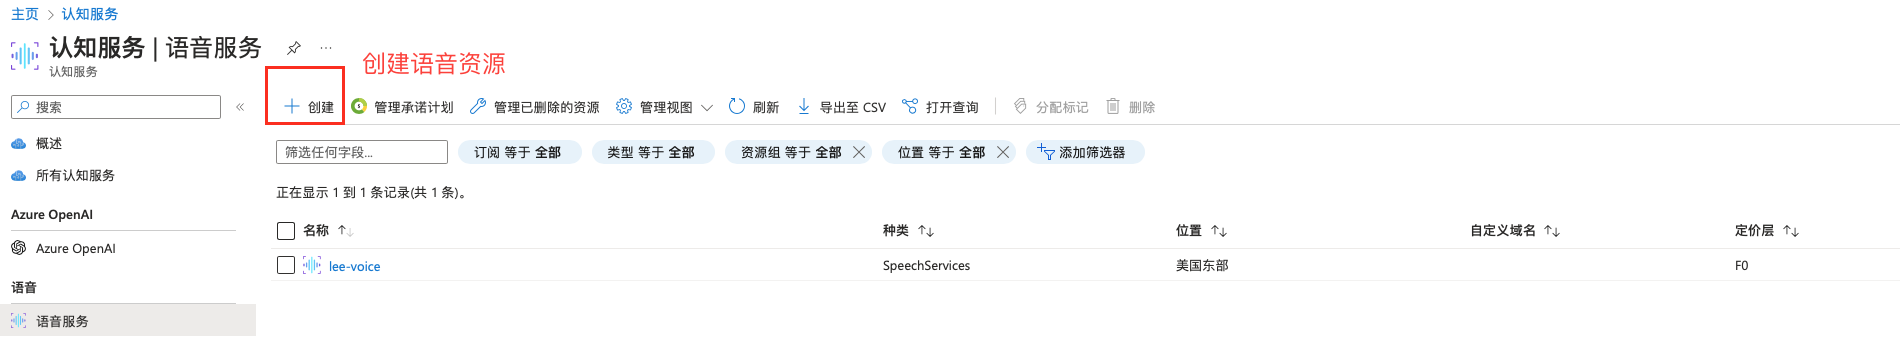 主页 > 认知服务
认知服务 | 语音服务
认知服务
创建语音资源
搜索
创建 管理承诺计划 管理已删除的资源 管理视图 刷新 导出至 CSV 打开查询 分配标记 删除
概述
所有认知服务
Azure OpenAI
Azure OpenAI
语音
语音服务
筛选任何字段... 订阅 等于 全部 类型 等于 全部 资源组 等于 全部 位置 等于 全部 添加筛选器
正在显示 1 到 1 条记录(共 1 条)。
名称 种类 位置 自定义域名 定价层
lee-voice SpeechServices 美国东部 F0